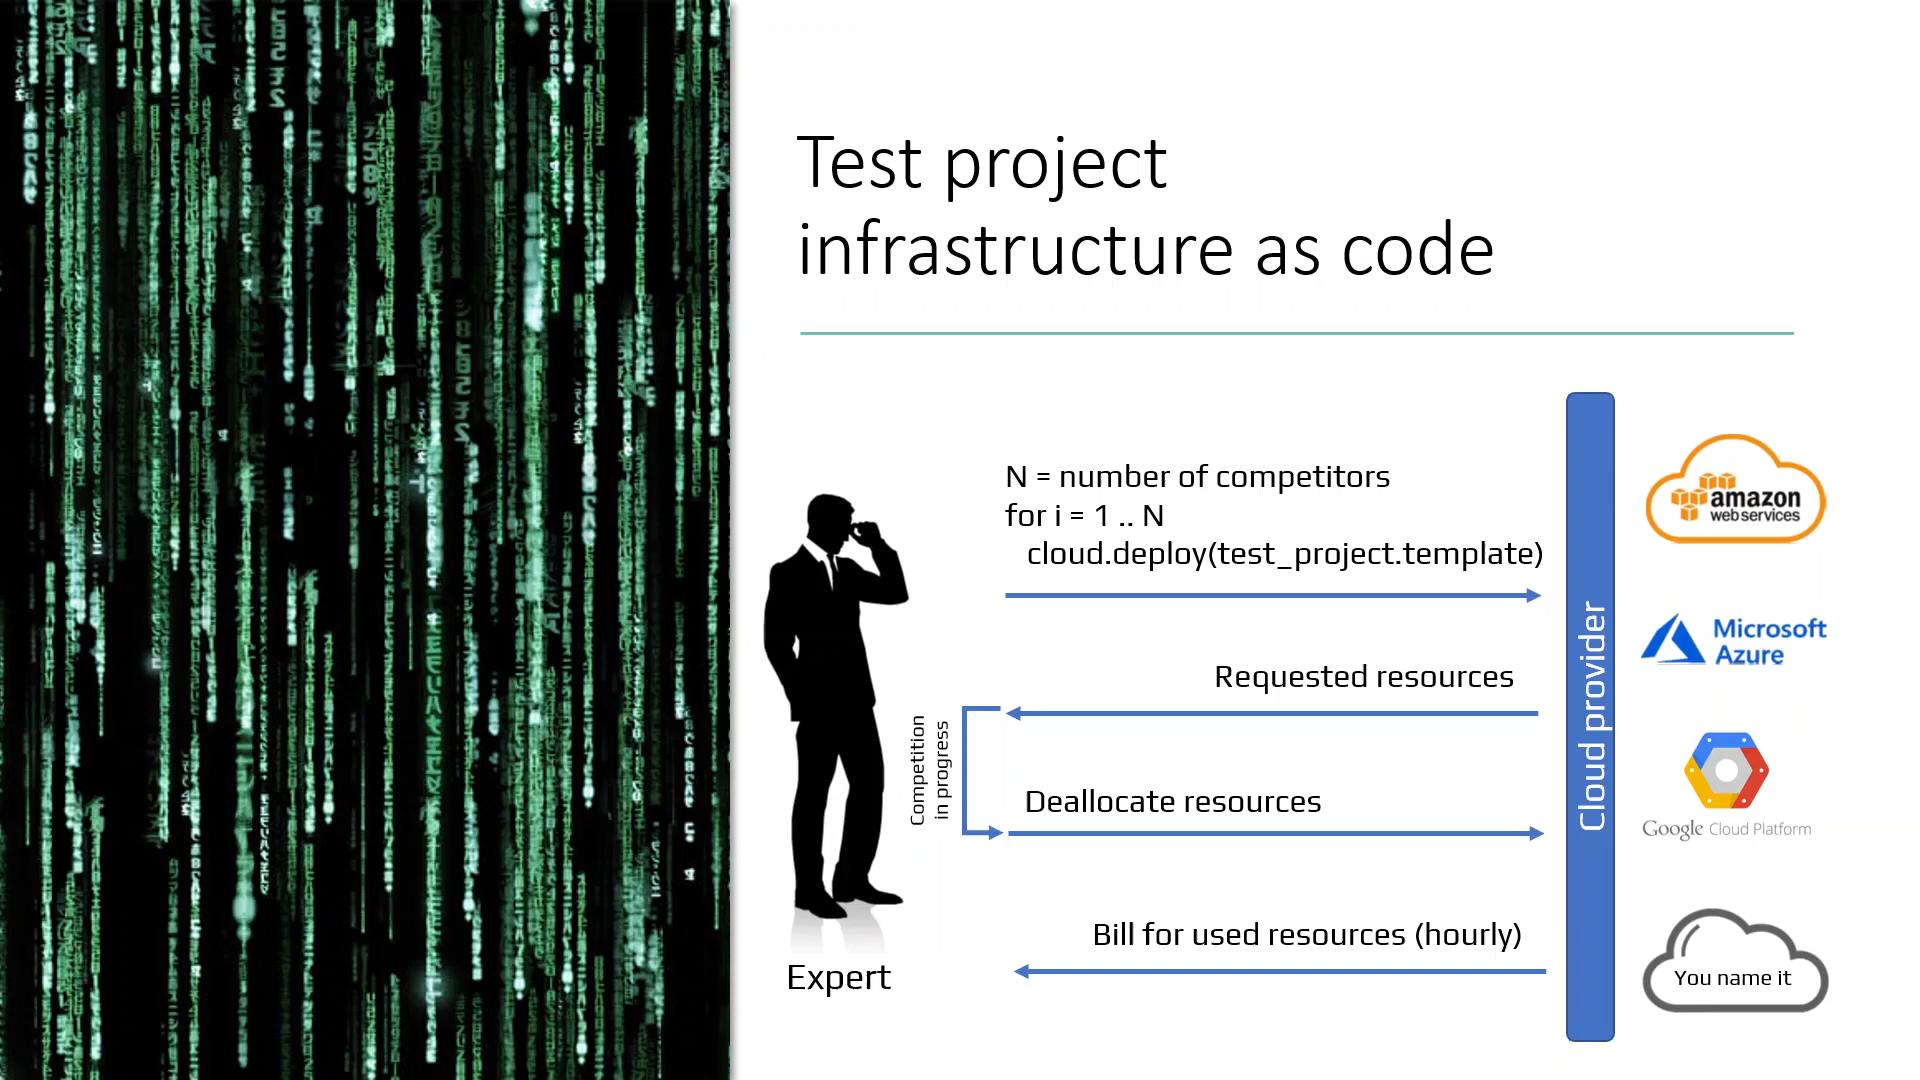 Test project
infrastructure as code
N = number of competitors
for i = 1 .. N
cloud.deploy(test_project.template)
Requested resources
Competition
in progress
Deallocate resources
Bill for used resources (hourly)
Expert
Cloud provider
amazon
webservices
Microsoft
Azure
Google Cloud Platform
You name it